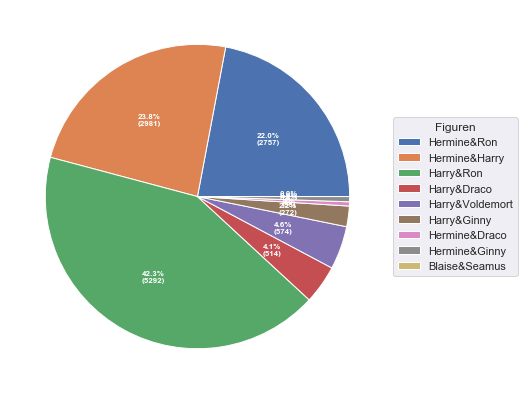 23.8%
(2981)
22.0%
(2757)
4.6%
(574)
4.1%
(514)
42.3%
(5292)
(272)
Figuren
Hermine&Ron
Hermine&Harry
Harry&Ron
Harry&Draco
Harry&Voldemort
Harry&Ginny
Hermine&Draco
Hermine&Ginny
Blaise&Seamus